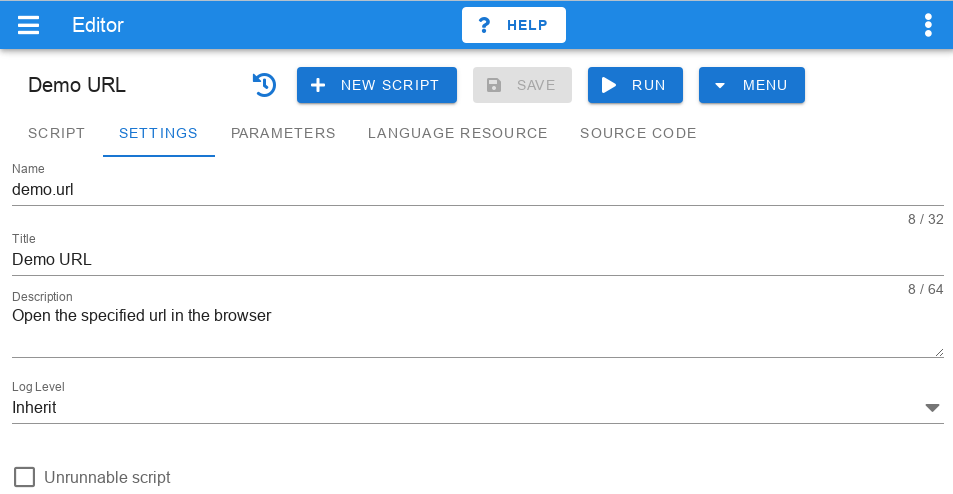 Editor
? HELP
Demo URL
NEW SCRIPT
SAVE
RUN
MENU
SCRIPT
SETTINGS
PARAMETERS
LANGUAGE RESOURCE
SOURCE CODE
Name
demo.url
8 / 32
Title
Demo URL
8 / 64
Description
Open the specified url in the browser
Log Level
Inherit
Unrunnable script